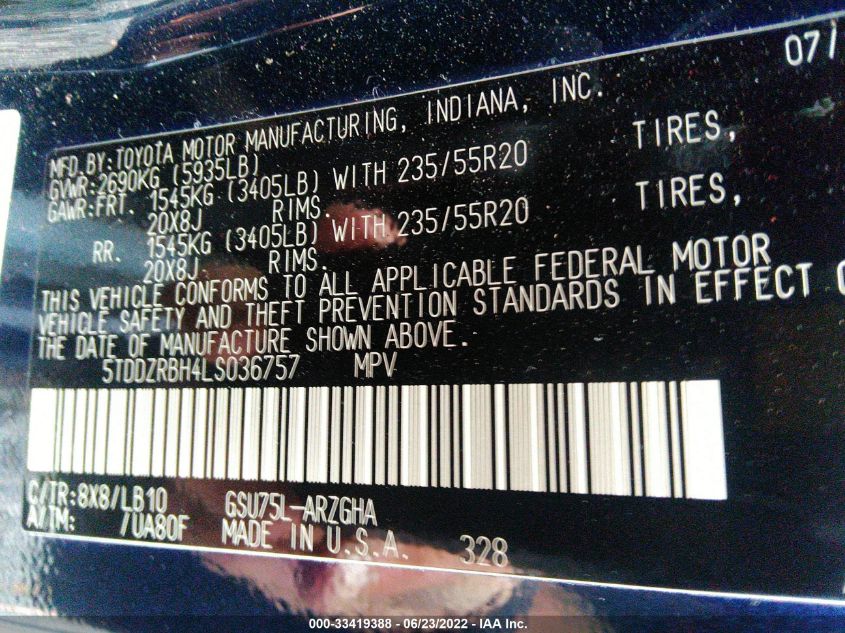 07/
MFD.BY:TOYOTA MOTOR MANUFACTURING, INDIANA, INC.
GVWR:2690KG (5935LB)
GAWR:FRT. 1545KG (3405LB) WITH 235/55R20 TIRES,
20X8J RIMS.
RR. 1545KG (3405LB) WITH 235/55R20 TIRES,
20X8J RIMS.
THIS VEHICLE CONFORMS TO ALL APPLICABLE FEDERAL MOTOR
VEHICLE SAFETY AND THEFT PREVENTION STANDARDS IN EFFECT
THE DATE OF MANUFACTURE SHOWN ABOVE.
5TDDZRBH4LS036757 MPV
C/TR:8X8/LB10 GSU75L-ARZGHA
A/TM: /UA80F MADE IN U.S.A. 328
000-33419388 - 06/23/2022 - IAA Inc.